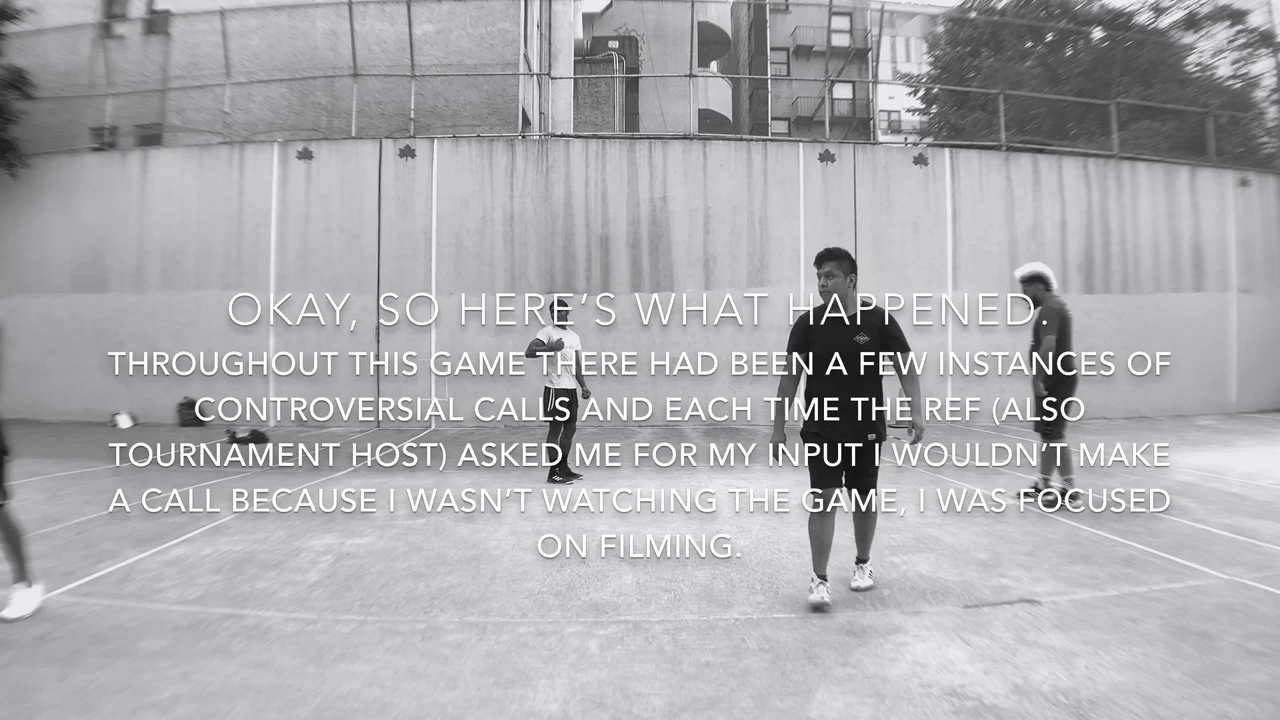 OKAY, SO HERE'S WHAT HAPPENED.
THROUGHOUT THIS GAME THERE HAD BEEN A FEW INSTANCES OF
CONTROVERSIAL CALLS AND EACH TIME THE REF (ALSO
TOURNAMENT HOST) ASKED ME FOR MY INPUT I WOULDN'T MAKE
A CALL BECAUSE I WASN'T WATCHING THE GAME, I WAS FOCUSED
ON FILMING.